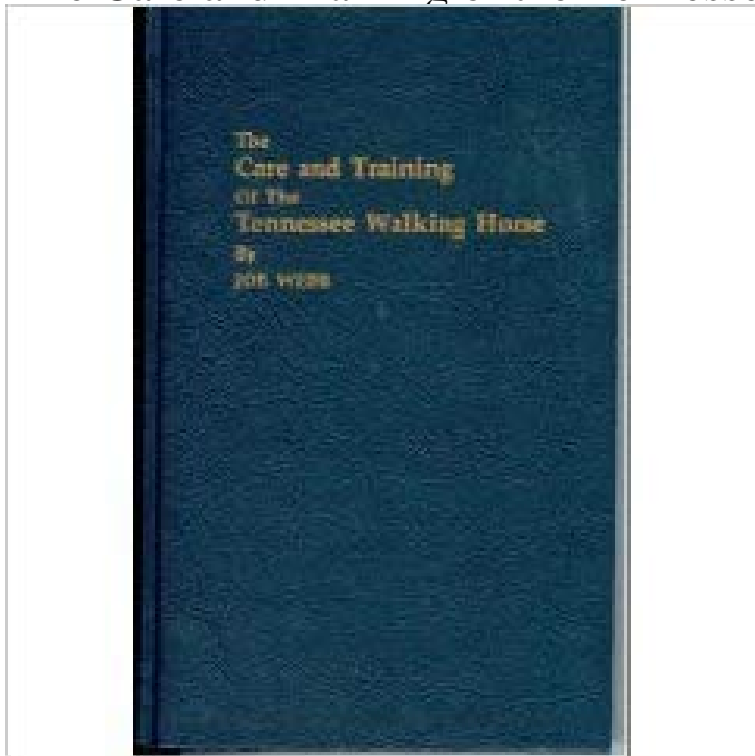 The
Care and Training
Of The
Tennessee Walking Horse
By
JOE WEBB